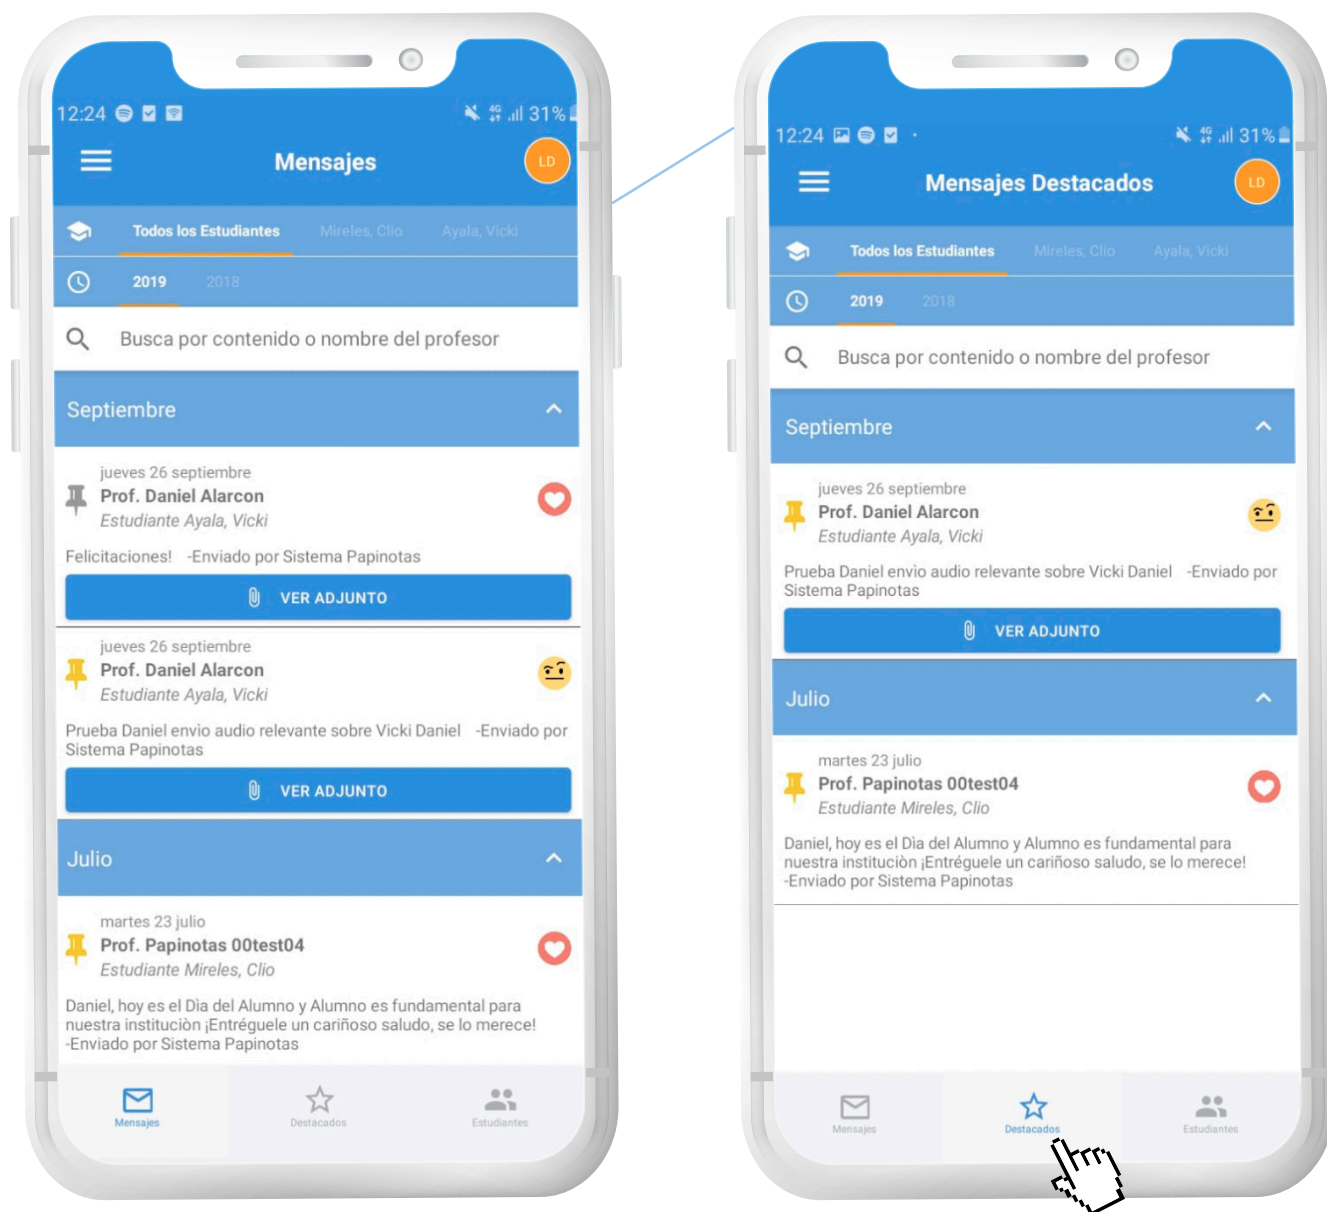 12:24
4G
31%
Mensajes
LD
Todos los Estudiantes Mireles, Clio Ayala, Vicki
2019 2018
Busca por contenido o nombre del profesor
Septiembre
jueves 26 septiembre
Prof. Daniel Alarcon
Estudiante Ayala, Vicki
Felicitaciones! -Enviado por Sistema Papinotas
VER ADJUNTO
jueves 26 septiembre
Prof. Daniel Alarcon
Estudiante Ayala, Vicki
Prueba Daniel envìo audio relevante sobre Vicki Daniel -Enviado por
Sistema Papinotas
VER ADJUNTO
Julio
martes 23 julio
Prof. Papinotas 00test04
Estudiante Mireles, Clio
Daniel, hoy es el Dìa del Alumno y Alumno es fundamental para
nuestra instituciòn ¡Entréguele un cariñoso saludo, se lo merece!
-Enviado por Sistema Papinotas
Mensajes Destacados Estudiantes
12:24
4G
31%
Mensajes Destacados
LD
Todos los Estudiantes Mireles, Clio Ayala, Vicki
2019 2018
Busca por contenido o nombre del profesor
Septiembre
jueves 26 septiembre
Prof. Daniel Alarcon
Estudiante Ayala, Vicki
Prueba Daniel envìo audio relevante sobre Vicki Daniel -Enviado por
Sistema Papinotas
VER ADJUNTO
Julio
martes 23 julio
Prof. Papinotas 00test04
Estudiante Mireles, Clio
Daniel, hoy es el Dìa del Alumno y Alumno es fundamental para
nuestra instituciòn ¡Entréguele un cariñoso saludo, se lo merece!
-Enviado por Sistema Papinotas
Mensajes Destacados Estudiantes